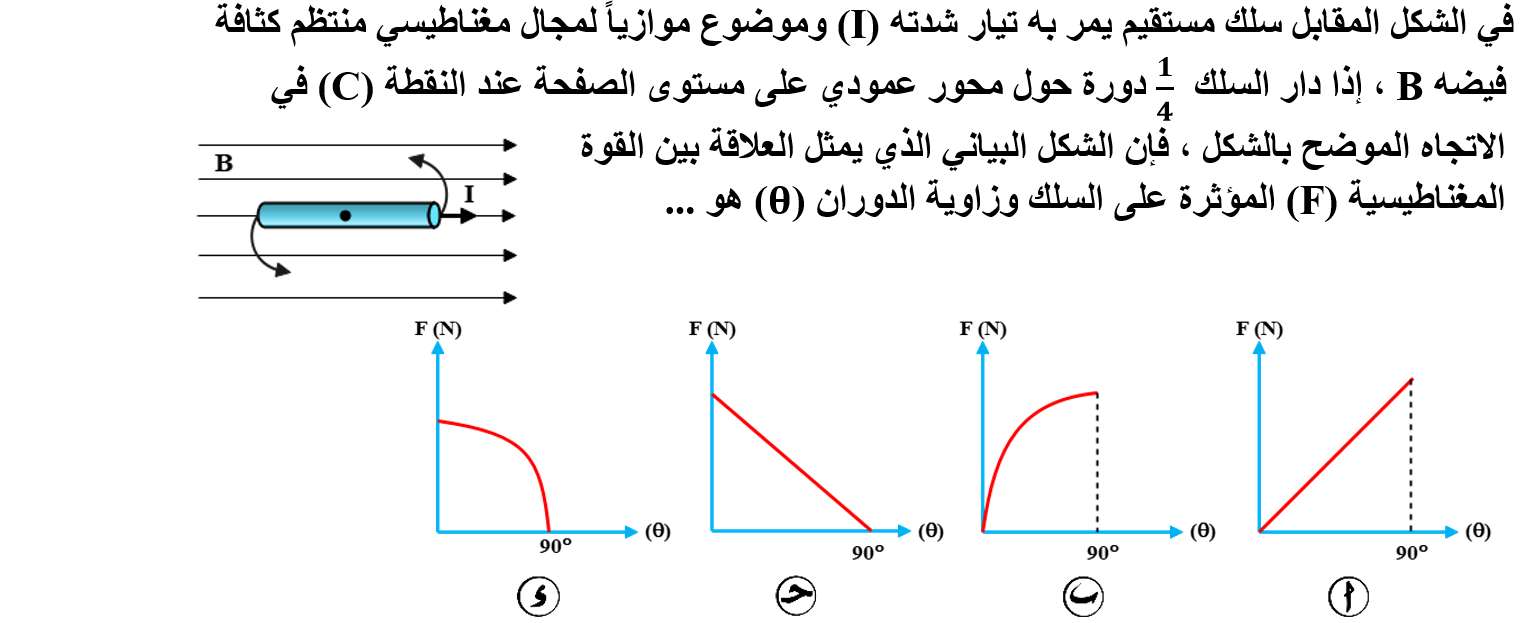 في الشكل المقابل سلك مستقيم يمر به تيار شدته (I) وموضوع موازياً لمجال مغناطيسي منتظم كثافة
فيضه B ، إذا دار السلك 1/4 دورة حول محور عمودي على مستوى الصفحة عند النقطة (C) في
الاتجاه الموضح بالشكل ، فإن الشكل البياني الذي يمثل العلاقة بين القوة
المغناطيسية (F) المؤثرة على السلك وزاوية الدوران (θ) هو ...
B
I
F (N) F (N) F (N) F (N)
(θ) (θ) (θ) (θ)
90° 90° 90° 90°
أ ب ج د